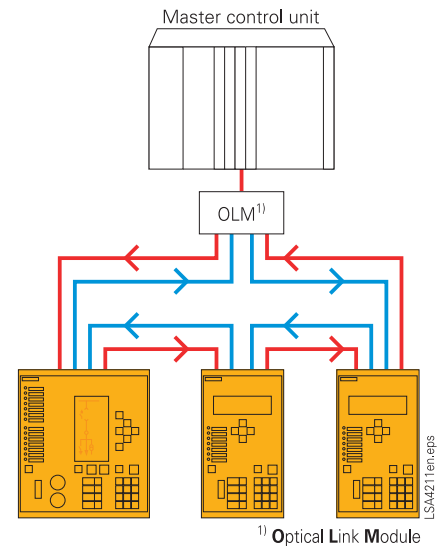 Master control unit
OLM1)
LSA4211en.eps
1) Optical Link Module